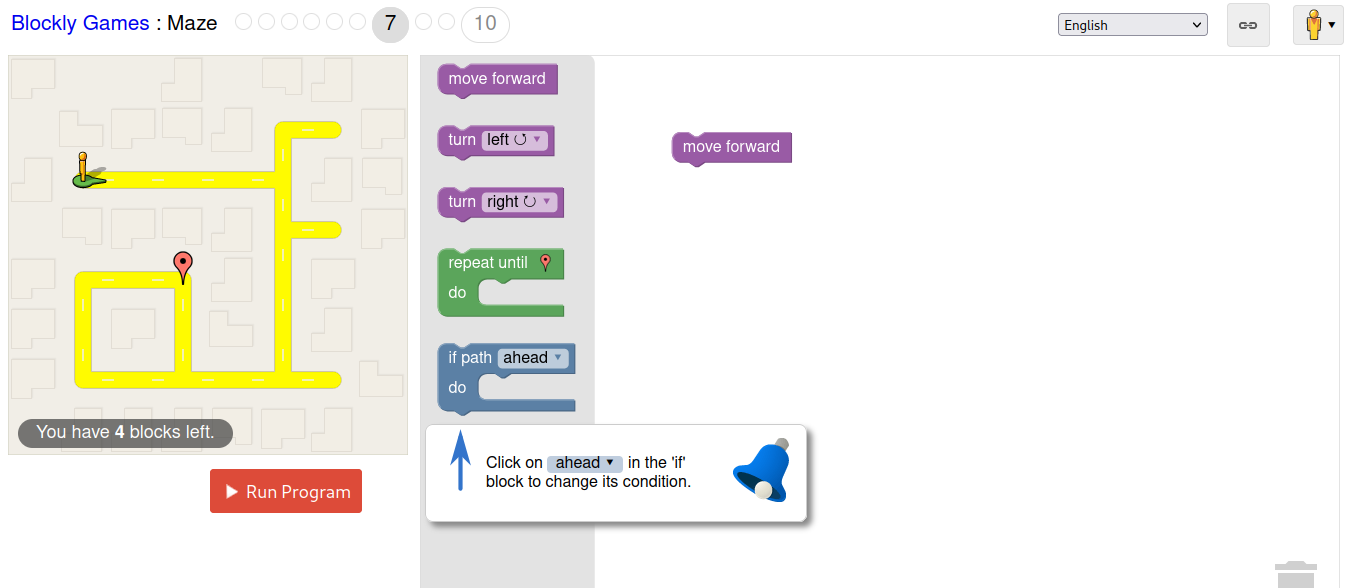 Blockly Games : Maze 7 10 English
move forward
turn left
turn right
repeat until
do
if path ahead
do
move forward
You have 4 blocks left.
Run Program
Click on ahead in the 'if'
block to change its condition.